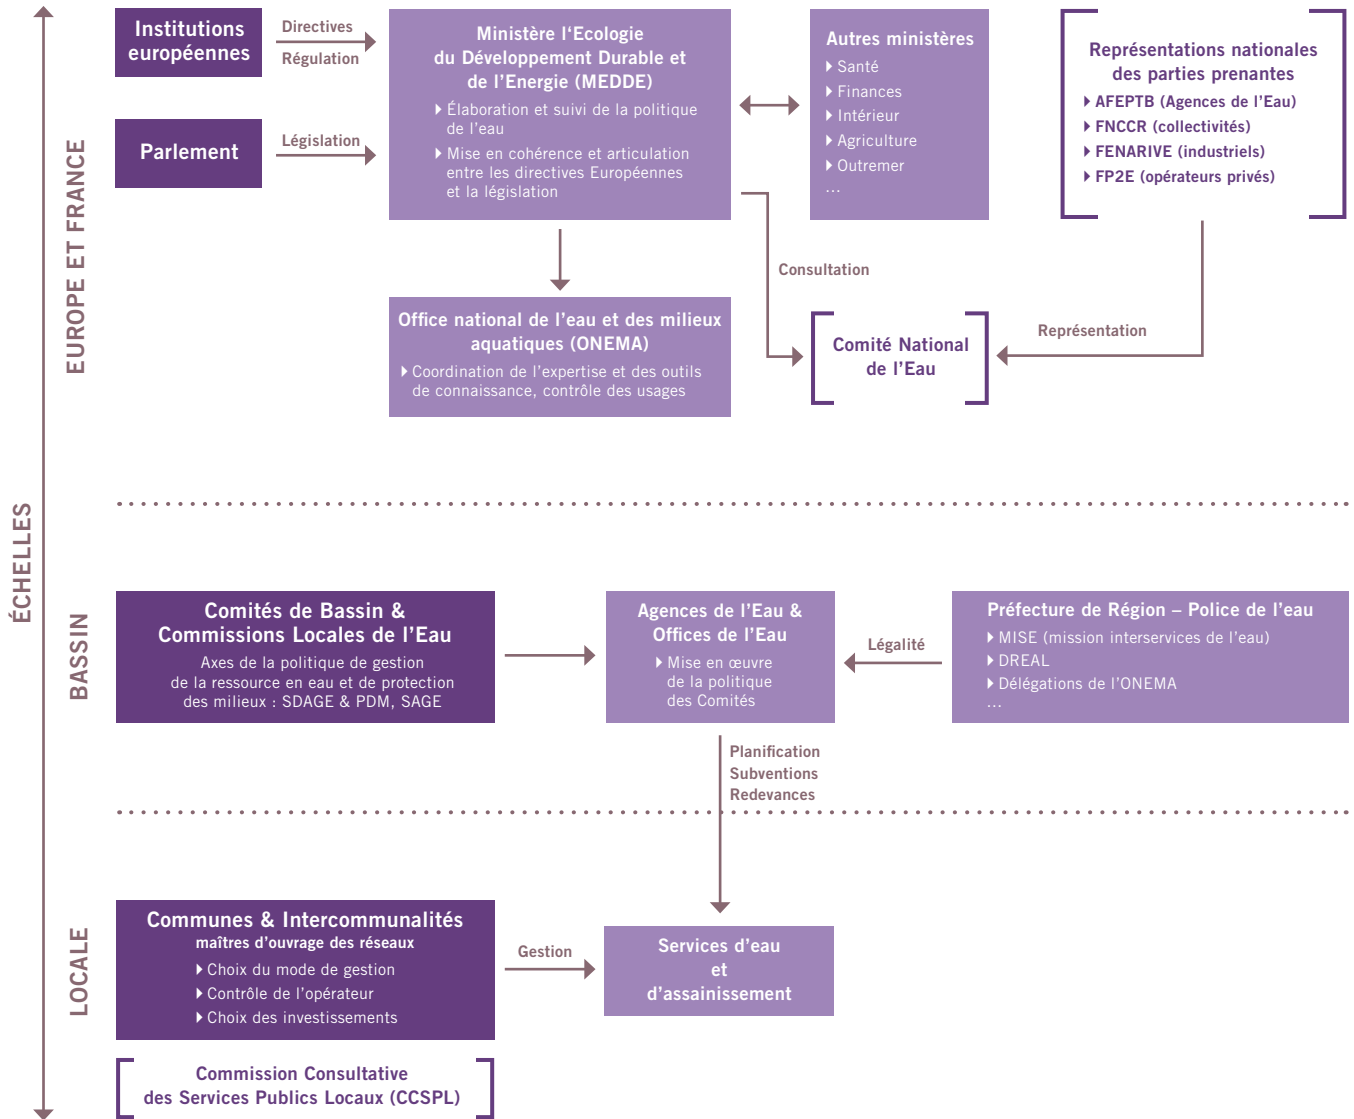 ÉCHELLES
EUROPE ET FRANCE
Institutions
européennes
Directives
Régulation
Parlement
Législation
Ministère l‘Ecologie
du Développement Durable et
de l’Energie (MEDDE)
Élaboration et suivi de la politique
de l’eau
Mise en cohérence et articulation
entre les directives Européennes
et la législation
Autres ministères
Santé
Finances
Intérieur
Agriculture
Outremer
...
Représentations nationales
des parties prenantes
AFEPTB (Agences de l’Eau)
FNCCR (collectivités)
FENARIVE (industriels)
FP2E (opérateurs privés)
Consultation
Office national de l’eau et des milieux
aquatiques (ONEMA)
Coordination de l’expertise et des outils
de connaissance, contrôle des usages
Comité National
de l’Eau
Représentation
BASSIN
Comités de Bassin &
Commissions Locales de l’Eau
Axes de la politique de gestion
de la ressource en eau et de protection
des milieux : SDAGE & PDM, SAGE
Agences de l’Eau &
Offices de l’Eau
Mise en œuvre
de la politique
des Comités
Légalité
Préfecture de Région – Police de l’eau
MISE (mission interservices de l’eau)
DREAL
Délégations de l’ONEMA
...
Planification
Subventions
Redevances
LOCALE
Communes & Intercommunalités
maîtres d’ouvrage des réseaux
Choix du mode de gestion
Contrôle de l’opérateur
Choix des investissements
Gestion
Services d’eau
et
d’assainissement
Commission Consultative
des Services Publics Locaux (CCSPL)